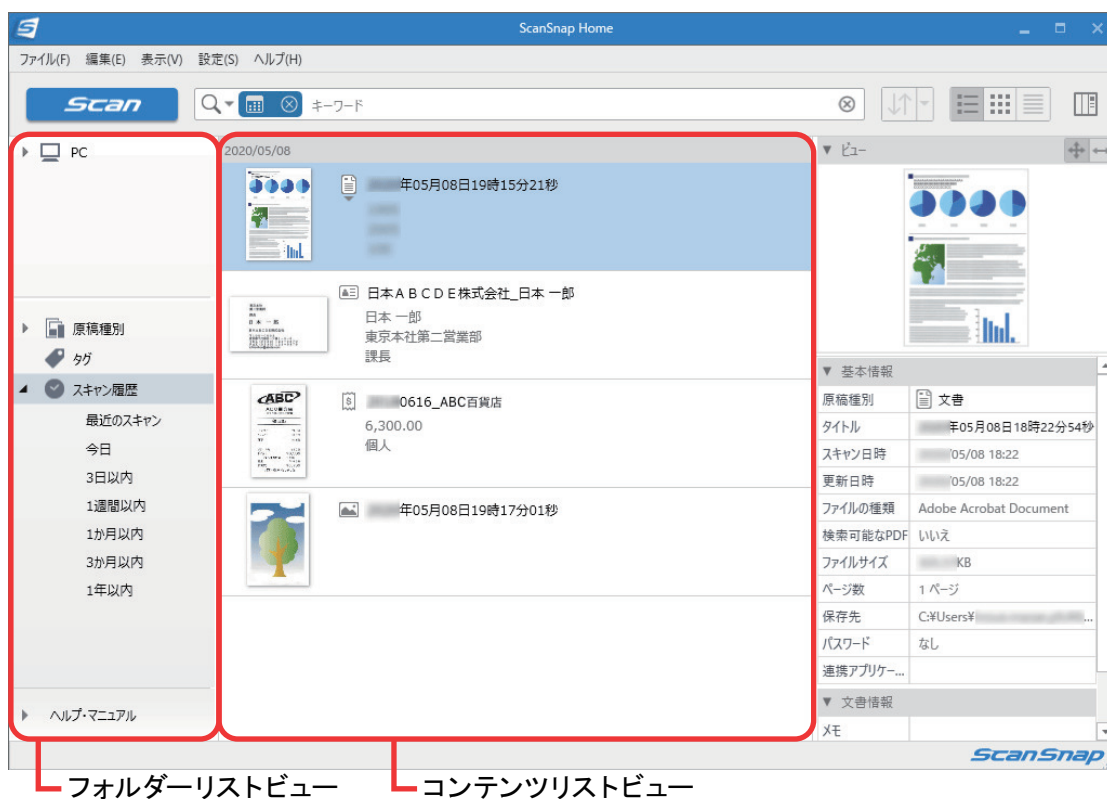 ScanSnap Home
ファイル(F) 編集(E) 表示(V) 設定(S) ヘルプ(H)
Scan
キーワード
PC
原稿種別
タグ
スキャン履歴
最近のスキャン
今日
3日以内
1週間以内
1か月以内
3か月以内
1年以内
ヘルプ・マニュアル
2020/05/08
年05月08日19時15分21秒
日本ABCDE株式会社_日本 一郎
日本 一郎
東京本社第二営業部
課長
ABC
0616_ABC百貨店
6,300.00
個人
年05月08日19時17分01秒
ビュー
基本情報
原稿種別 文書
タイトル 年05月08日18時22分54秒
スキャン日時 05/08 18:22
更新日時 05/08 18:22
ファイルの種類 Adobe Acrobat Document
検索可能なPDF いいえ
ファイルサイズ KB
ページ数 1 ページ
保存先 C:¥Users¥ ...
パスワード なし
連携アプリケー...
文書情報
メモ
ScanSnap
フォルダーリストビュー
コンテンツリストビュー